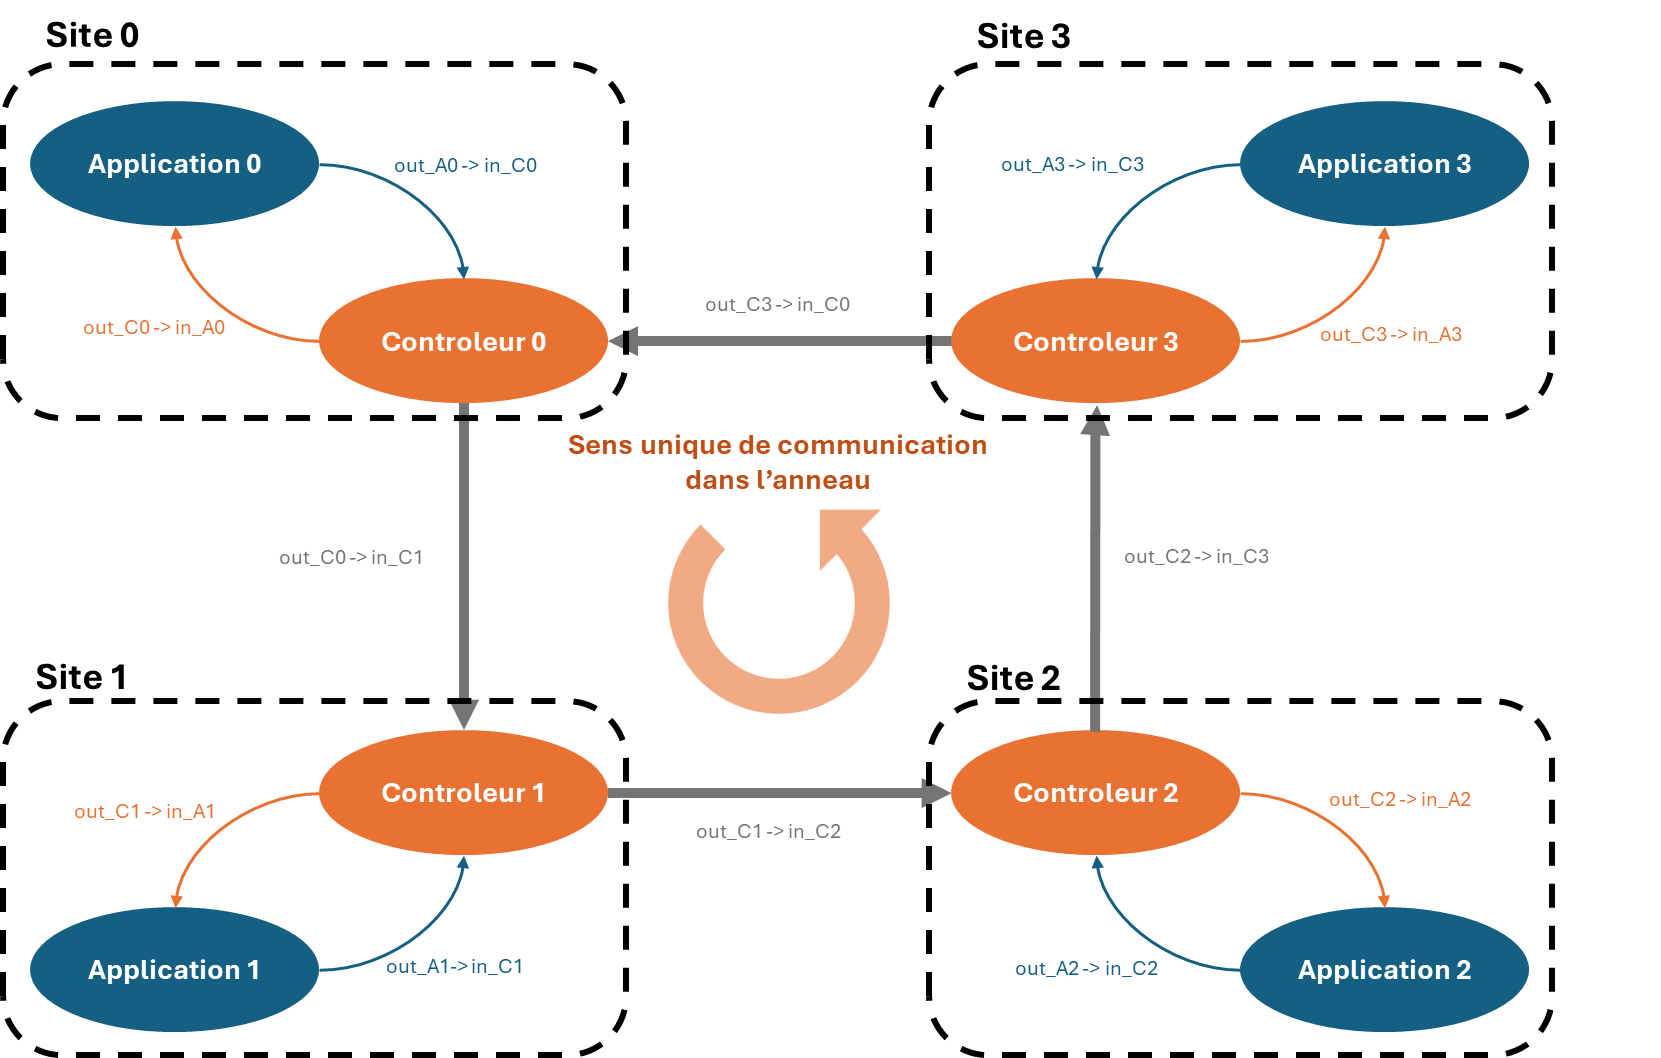 Site 0
Site 3
Application 0
out_A0 -> in_C0
out_A3 -> in_C3
Application 3
out_C0 -> in_A0
Controleur 0
out_C3 -> in_C0
Controleur 3
out_C3 -> in_A3
Sens unique de communication
dans l’anneau
out_C0 -> in_C1
out_C2 -> in_C3
Site 1
Site 2
out_C1 -> in_A1
Controleur 1
out_C1 -> in_C2
Controleur 2
out_C2 -> in_A2
Application 1
out_A1-> in_C1
out_A2 -> in_C2
Application 2